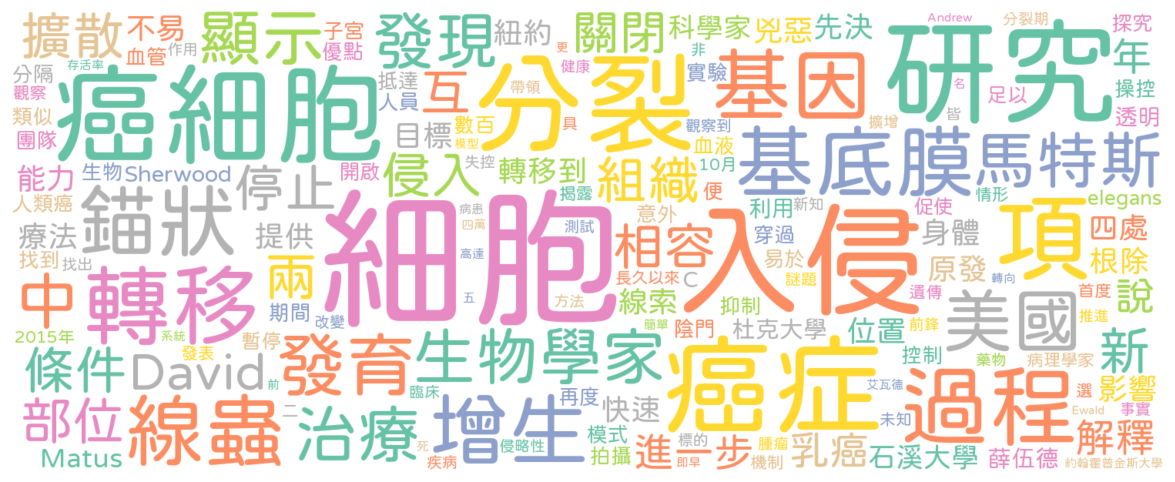 擴散
不易
顯示
子宮
發現
紐約
關閉
科學家
兇惡
先決
Andrew
分裂期
探究
血管
作用
優點
更
非
研究
年
分隔
存活率
抵達
帶領
健康
實驗
名
操控
觀察
癌細胞
人員
互
分裂
具
基因
足以
類似
擴增
皆
透明
團隊
目標
數百
模型
觀察到
血液
基底膜
馬特斯
能力
生物
Sherwood
開啟
侵入
失控
轉移到
組織
10月
情形
elegans
人類癌
錨狀
停止
揭露
便
利用
新知
促使
療法
提供
病患
四萬
測試
意外
穿過
身體
項
四處
找到
找出
細胞
高達
相容
入侵
易於
原發
根除
中
轉移
兩
長久以來
C
謎題
遺傳
轉向
首度
說
期間
五
方法
線索
抑制
美國
2015年
系統
改變
簡單
陰門
杜克大學
位置
前鋒
推進
發表
暫停
生物學家
控制
藥物
病理學家
新
條件
David
前
發育
臨床
癌症
艾瓦德
過程
選
影響
部位
線蟲
二
治療
增生
再度
快速
未知
Ewald
事實
模式
標的
解釋
Matus
死
疾病
侵略性
拍攝
進一步
即早
腫瘤
機制
乳癌
石溪大學
薛伍德
約翰霍普金斯大學